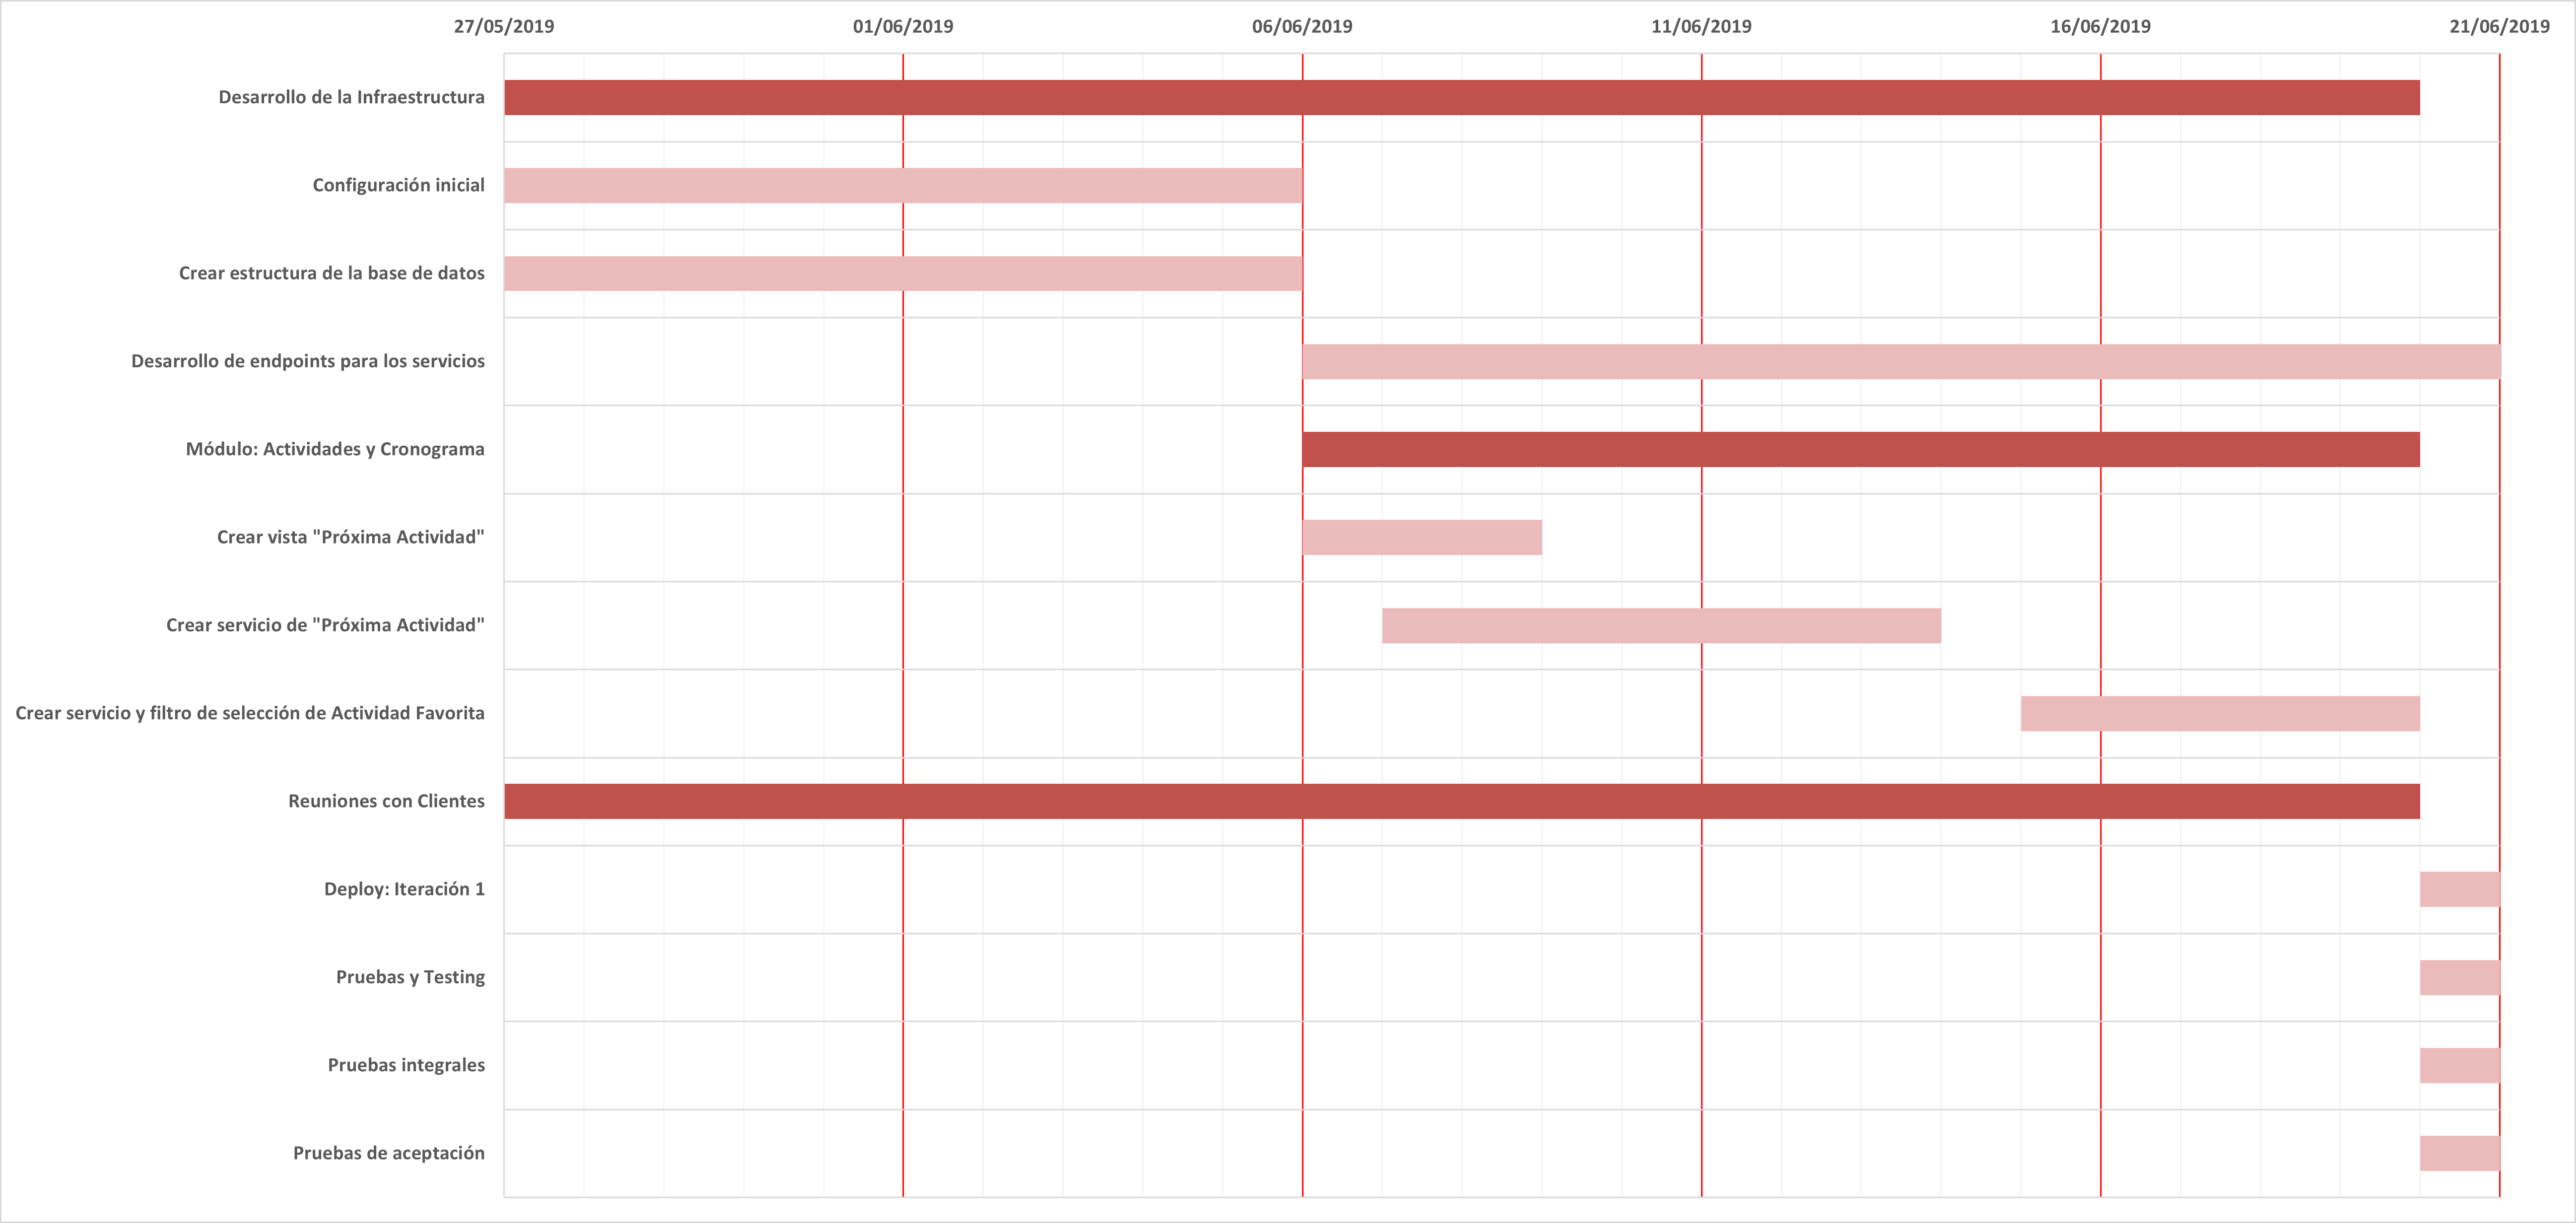 27/05/2019 01/06/2019 06/06/2019 11/06/2019 16/06/2019 21/06/2019
Desarrollo de la Infraestructura
Configuración inicial
Crear estructura de la base de datos
Desarrollo de endpoints para los servicios
Módulo: Actividades y Cronograma
Crear vista "Próxima Actividad"
Crear servicio de "Próxima Actividad"
Crear servicio y filtro de selección de Actividad Favorita
Reuniones con Clientes
Deploy: Iteración 1
Pruebas y Testing
Pruebas integrales
Pruebas de aceptación